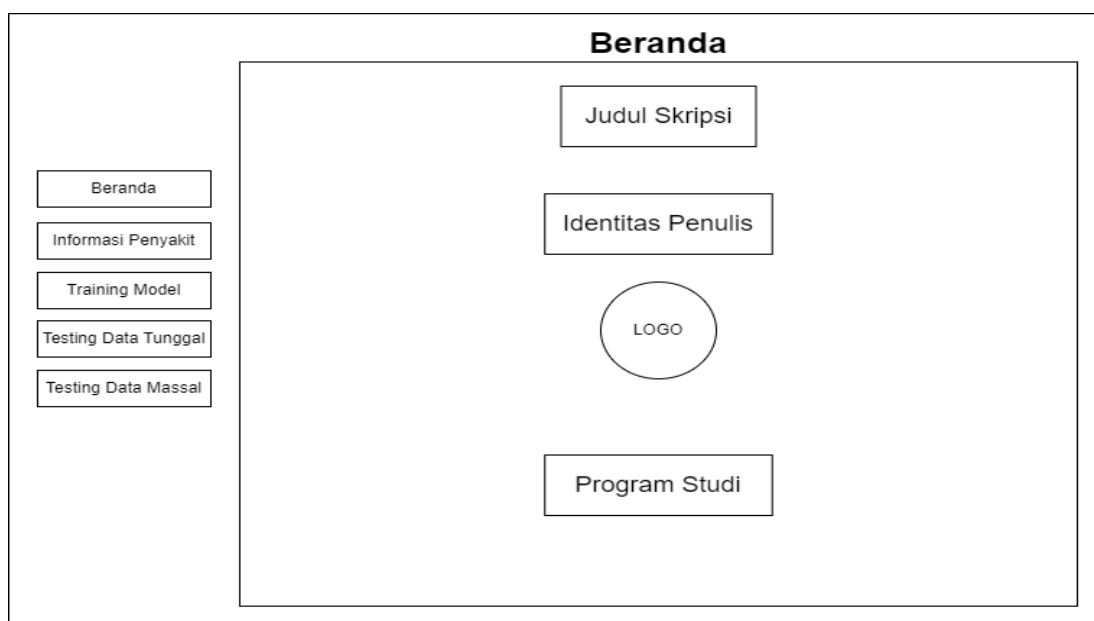 Beranda
Judul Skripsi
Beranda
Identitas Penulis
Informasi Penyakit
Training Model
LOGO
Testing Data Tunggal
Testing Data Massal
Program Studi